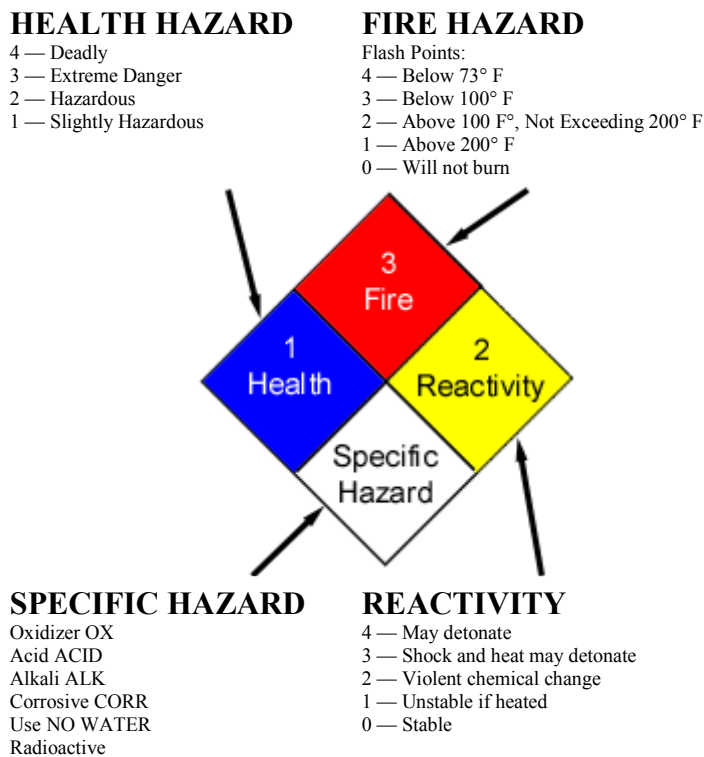 HEALTH HAZARD
4 — Deadly
3 — Extreme Danger
2 — Hazardous
1 — Slightly Hazardous
FIRE HAZARD
Flash Points:
4 — Below 73° F
3 — Below 100° F
2 — Above 100 F°, Not Exceeding 200° F
1 — Above 200° F
0 — Will not burn
3
Fire
1
Health
2
Reactivity
Specific
Hazard
SPECIFIC HAZARD
Oxidizer OX
Acid ACID
Alkali ALK
Corrosive CORR
Use NO WATER
Radioactive
REACTIVITY
4 — May detonate
3 — Shock and heat may detonate
2 — Violent chemical change
1 — Unstable if heated
0 — Stable